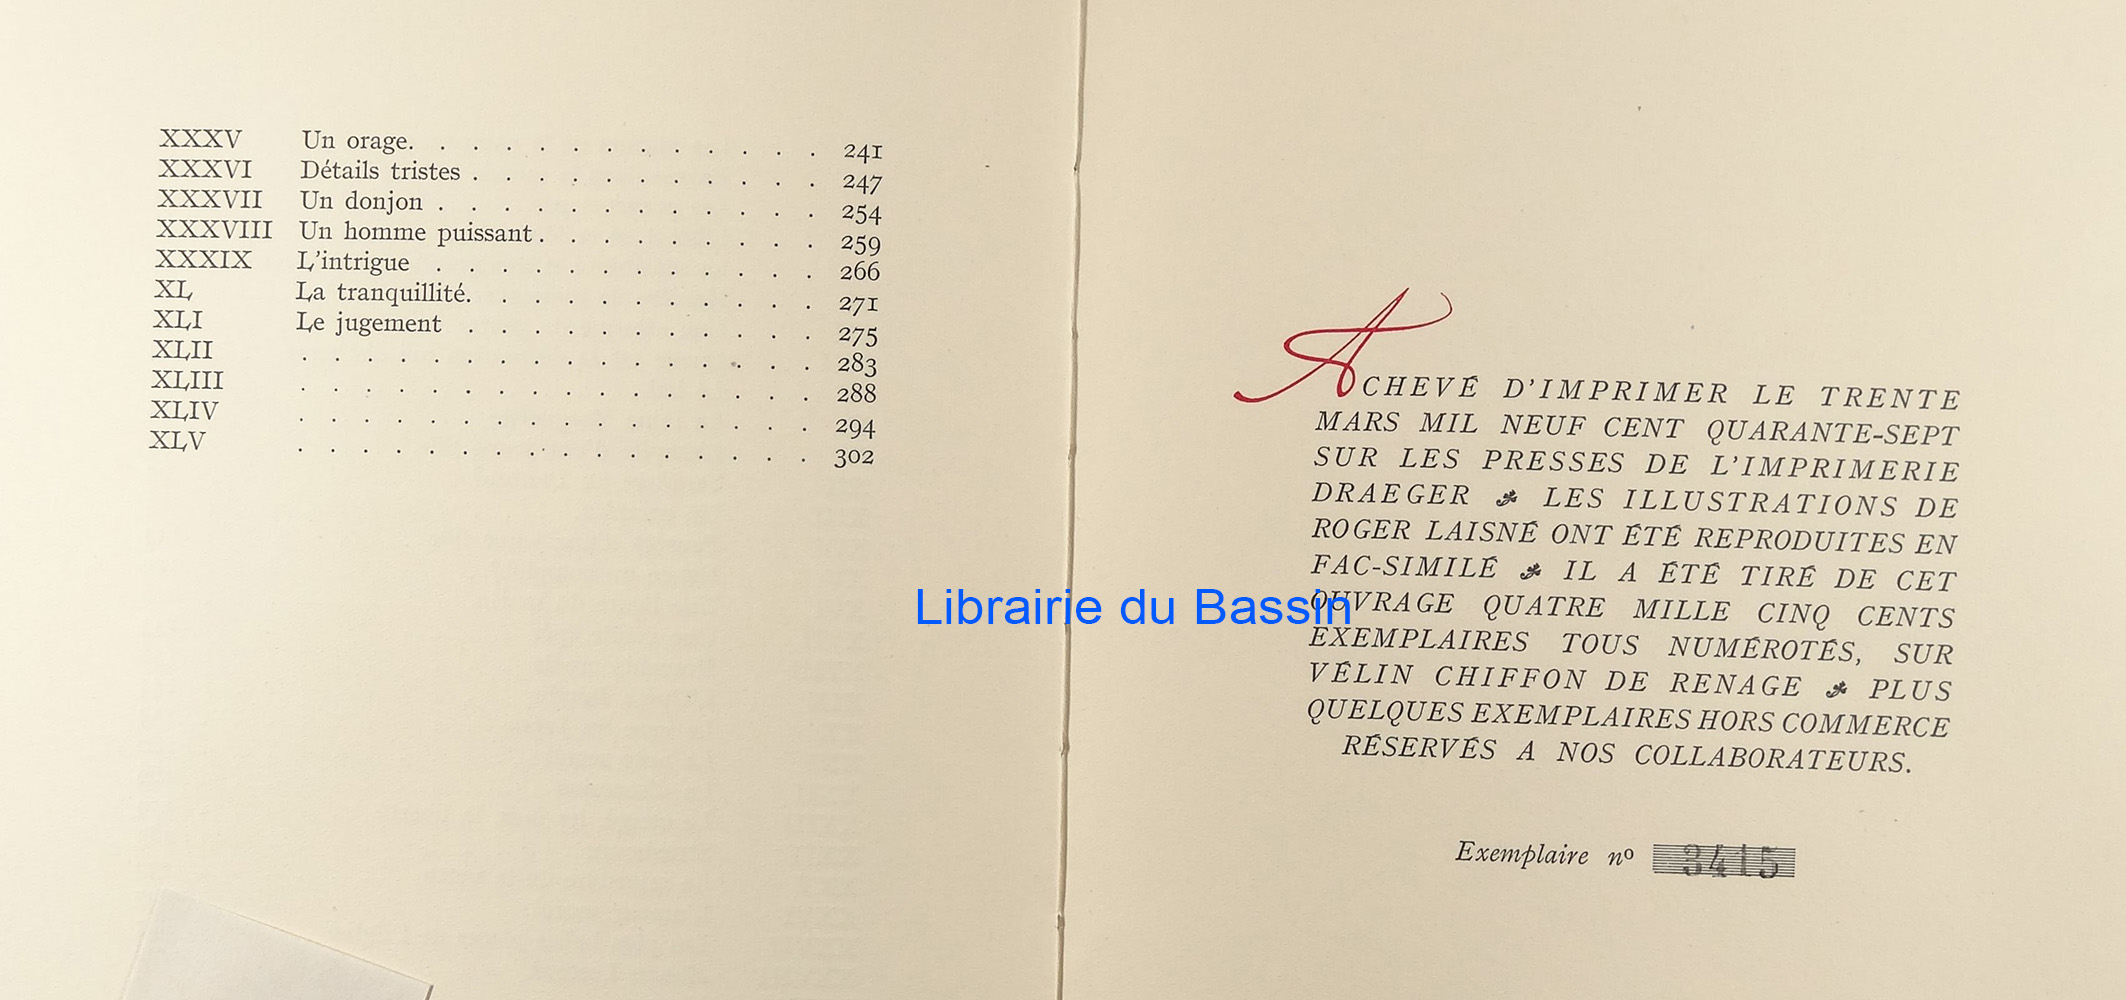 XXXV Un orage. . . . . . . . . . . . . 241
XXXVI Détails tristes . . . . . . . . . . . 247
XXXVII Un donjon . . . . . . . . . . . . 254
XXXVIII Un homme puissant . . . . . . . . . 259
XXXIX L'intrigue . . . . . . . . . . . . 266
XL La tranquillité. . . . . . . . . . . 271
XLI Le jugement . . . . . . . . . . . 275
XLII . . . . . . . . . . . . . . . . 283
XLIII . . . . . . . . . . . . . . . . 288
XLIV . . . . . . . . . . . . . . . . 294
XLV . . . . . . . . . . . . . . . . 302
ACHEVÉ D'IMPRIMER LE TRENTE
MARS MIL NEUF CENT QUARANTE-SEPT
SUR LES PRESSES DE L'IMPRIMERIE
DRAEGER ❧ LES ILLUSTRATIONS DE
ROGER LAISNÉ ONT ÉTÉ REPRODUITES EN
FAC-SIMILÉ ❧ IL A ÉTÉ TIRÉ DE CET
OUVRAGE QUATRE MILLE CINQ CENTS
EXEMPLAIRES TOUS NUMÉROTÉS, SUR
VÉLIN CHIFFON DE RENAGE ❧ PLUS
QUELQUES EXEMPLAIRES HORS COMMERCE
RÉSERVÉS A NOS COLLABORATEURS.
Exemplaire nº 3415
Librairie du Bassin